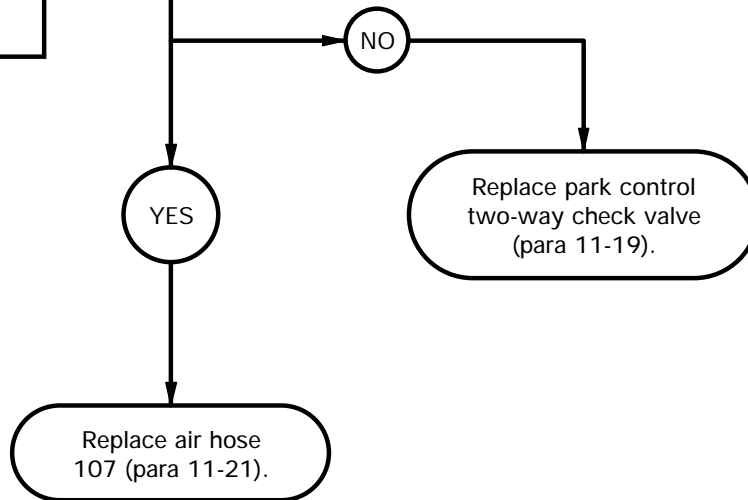 NO
Replace park control
two-way check valve
(para 11-19).
YES
Replace air hose
107 (para 11-21).